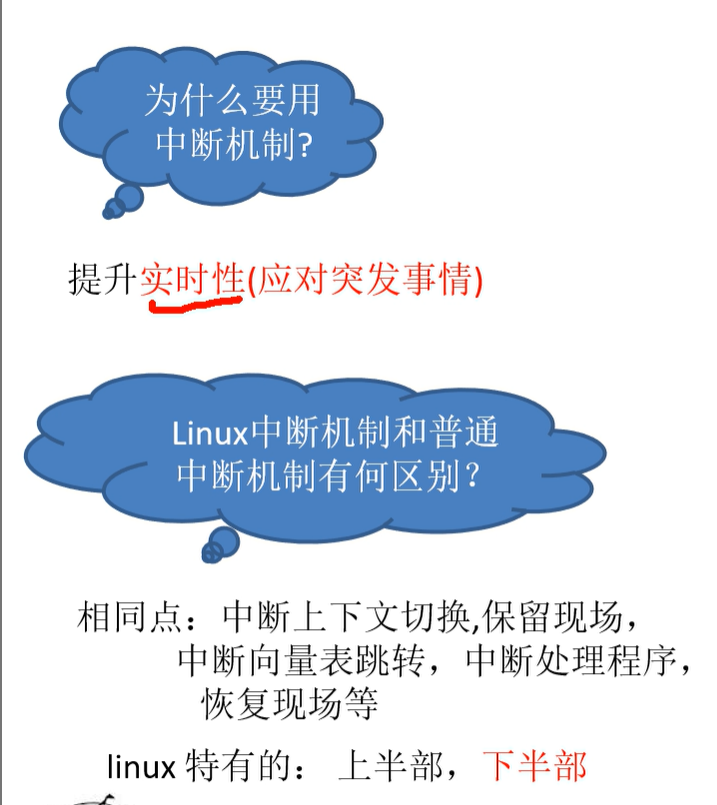 为什么要用
中断机制?
提升实时性(应对突发事情)
Linux中断机制和普通
中断机制有何区别？
相同点：中断上下文切换,保留现场，
中断向量表跳转，中断处理程序，
恢复现场等
linux 特有的： 上半部，下半部